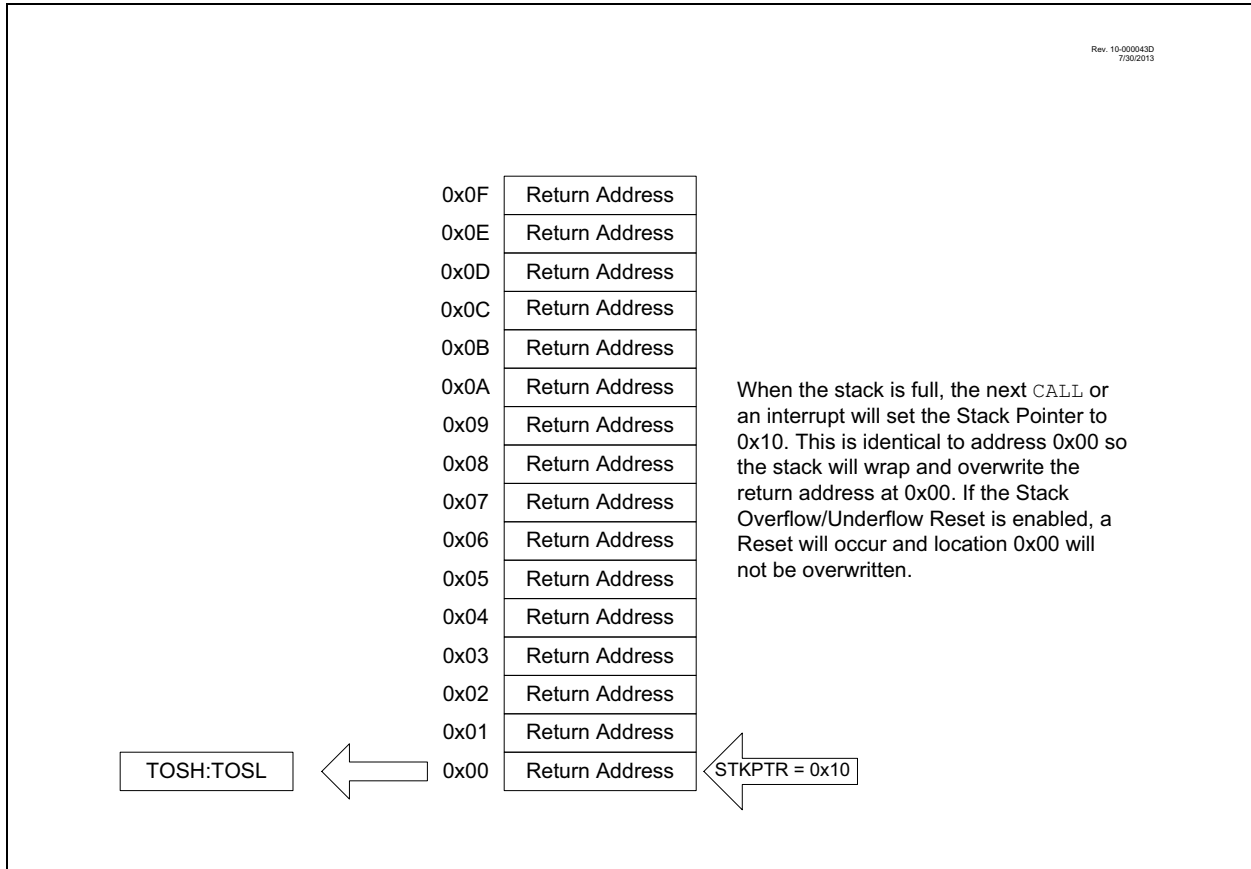 Rev. 10-000043D
7/30/2013
0x0F Return Address
0x0E Return Address
0x0D Return Address
0x0C Return Address
0x0B Return Address
0x0A Return Address
0x09 Return Address
0x08 Return Address
0x07 Return Address
0x06 Return Address
0x05 Return Address
0x04 Return Address
0x03 Return Address
0x02 Return Address
0x01 Return Address
TOSH:TOSL 0x00 Return Address STKPTR = 0x10
When the stack is full, the next CALL or
an interrupt will set the Stack Pointer to
0x10. This is identical to address 0x00 so
the stack will wrap and overwrite the
return address at 0x00. If the Stack
Overflow/Underflow Reset is enabled, a
Reset will occur and location 0x00 will
not be overwritten.